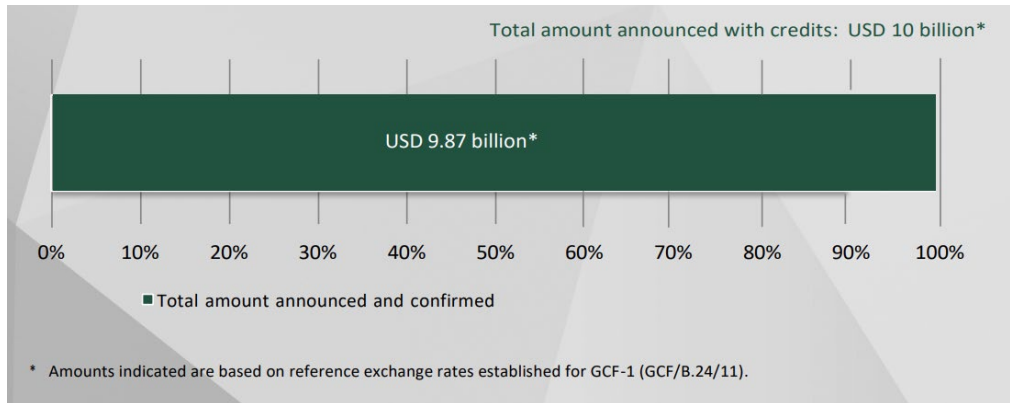 Total amount announced with credits: USD 10 billion*
USD 9.87 billion*
0% 10% 20% 30% 40% 50% 60% 70% 80% 90% 100%
Total amount announced and confirmed
* Amounts indicated are based on reference exchange rates established for GCF-1 (GCF/B.24/11).